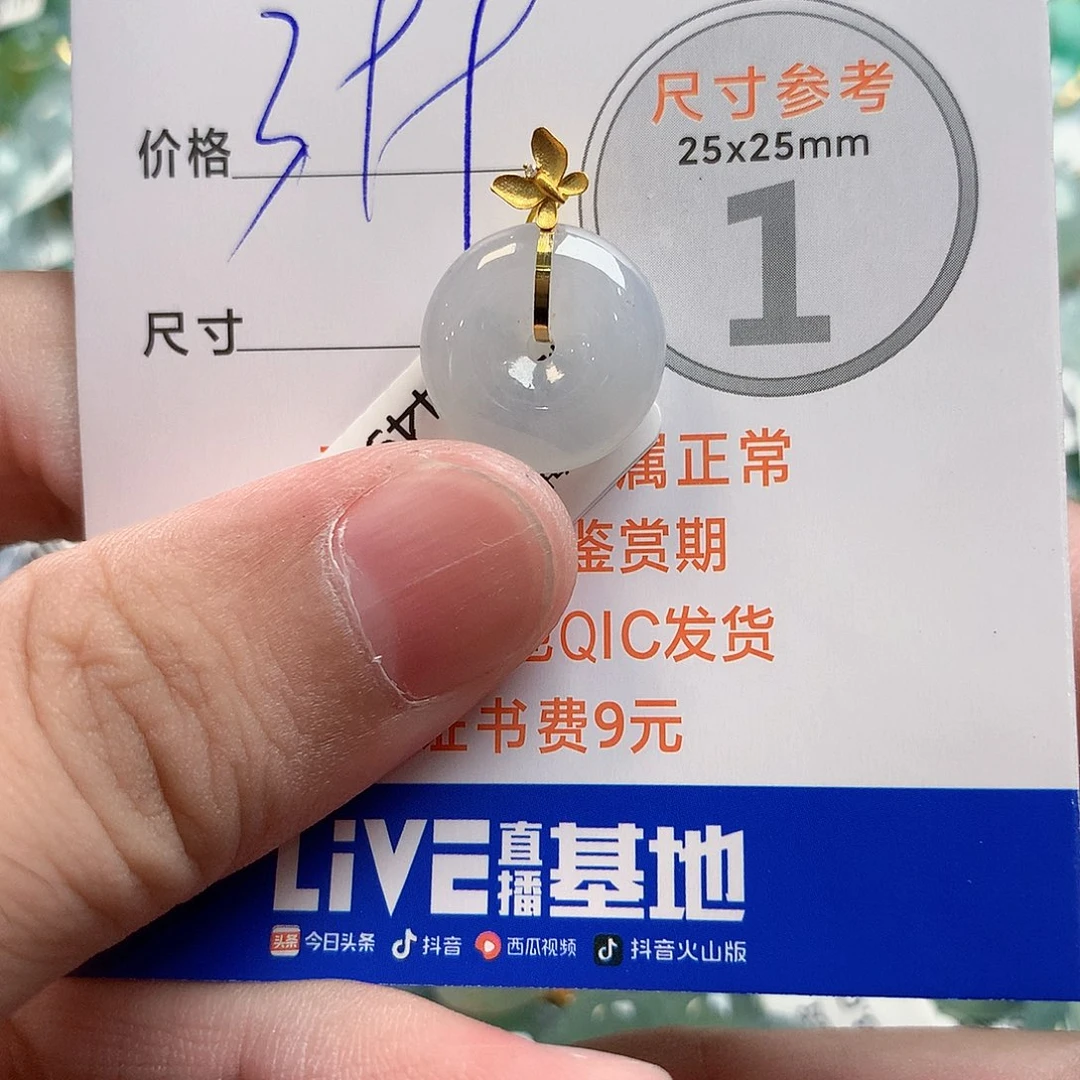 价格
尺寸参考
25x25mm
1
尺寸
属正常
鉴赏期
QIC发货
证书费9元
LiVE直播基地
头条 今日头条 抖音 西瓜视频 抖音火山版